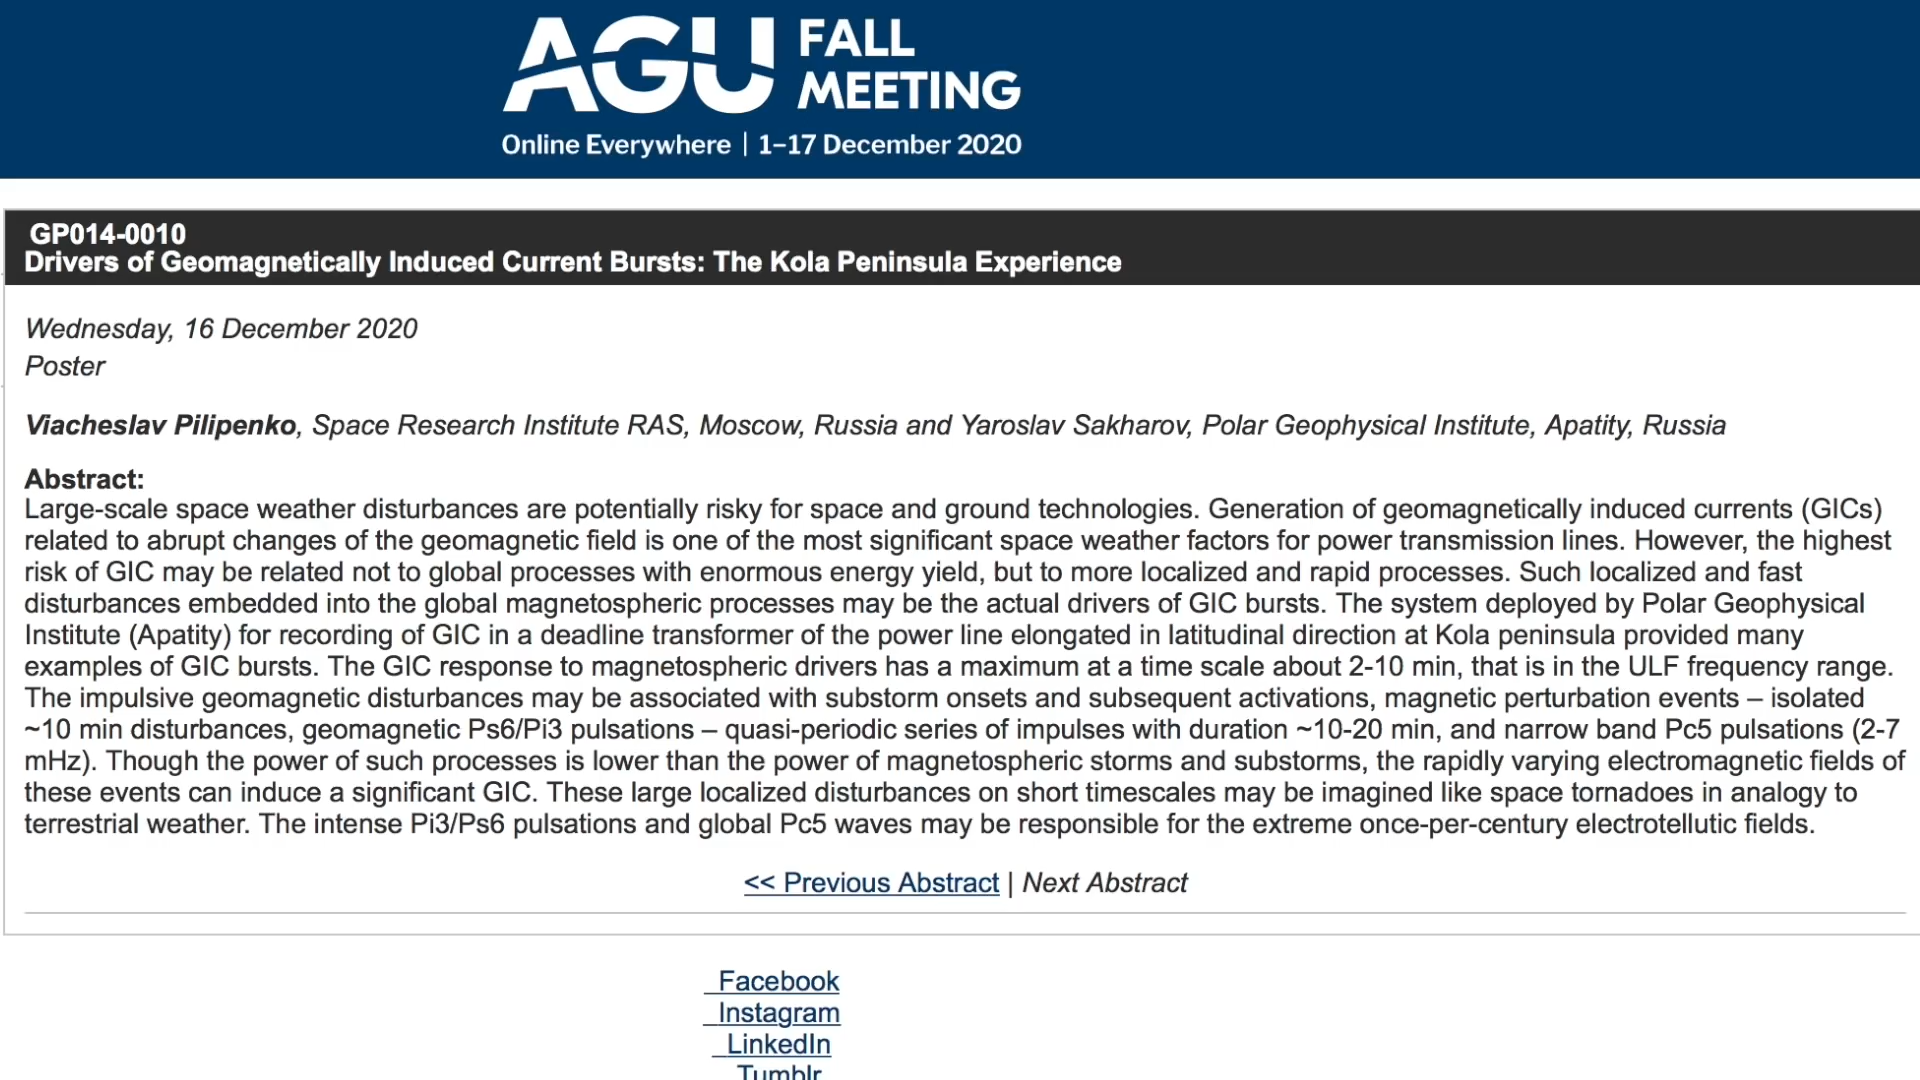 AGU FALL MEETING
Online Everywhere | 1–17 December 2020
GP014-0010
Drivers of Geomagnetically Induced Current Bursts: The Kola Peninsula Experience
Wednesday, 16 December 2020
Poster
Viacheslav Pilipenko, Space Research Institute RAS, Moscow, Russia and Yaroslav Sakharov, Polar Geophysical Institute, Apatity, Russia
Abstract:
Large-scale space weather disturbances are potentially risky for space and ground technologies. Generation of geomagnetically induced currents (GICs)
related to abrupt changes of the geomagnetic field is one of the most significant space weather factors for power transmission lines. However, the highest
risk of GIC may be related not to global processes with enormous energy yield, but to more localized and rapid processes. Such localized and fast
disturbances embedded into the global magnetospheric processes may be the actual drivers of GIC bursts. The system deployed by Polar Geophysical
Institute (Apatity) for recording of GIC in a deadline transformer of the power line elongated in latitudinal direction at Kola peninsula provided many
examples of GIC bursts. The GIC response to magnetospheric drivers has a maximum at a time scale about 2-10 min, that is in the ULF frequency range.
The impulsive geomagnetic disturbances may be associated with substorm onsets and subsequent activations, magnetic perturbation events – isolated
~10 min disturbances, geomagnetic Ps6/Pi3 pulsations – quasi-periodic series of impulses with duration ~10-20 min, and narrow band Pc5 pulsations (2-7
mHz). Though the power of such processes is lower than the power of magnetospheric storms and substorms, the rapidly varying electromagnetic fields of
these events can induce a significant GIC. These large localized disturbances on short timescales may be imagined like space tornadoes in analogy to
terrestrial weather. The intense Pi3/Ps6 pulsations and global Pc5 waves may be responsible for the extreme once-per-century electrotellutic fields.
<< Previous Abstract | Next Abstract
Facebook
Instagram
LinkedIn
Tumblr